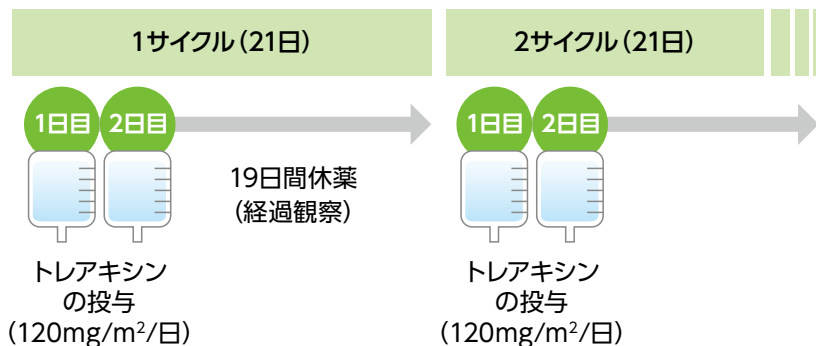 1サイクル（21日）
2サイクル（21日）
1日目
2日目
1日目
2日目
19日間休薬
（経過観察）
トレアキシン
の投与
（120mg/m²/日）
トレアキシン
の投与
（120mg/m²/日）